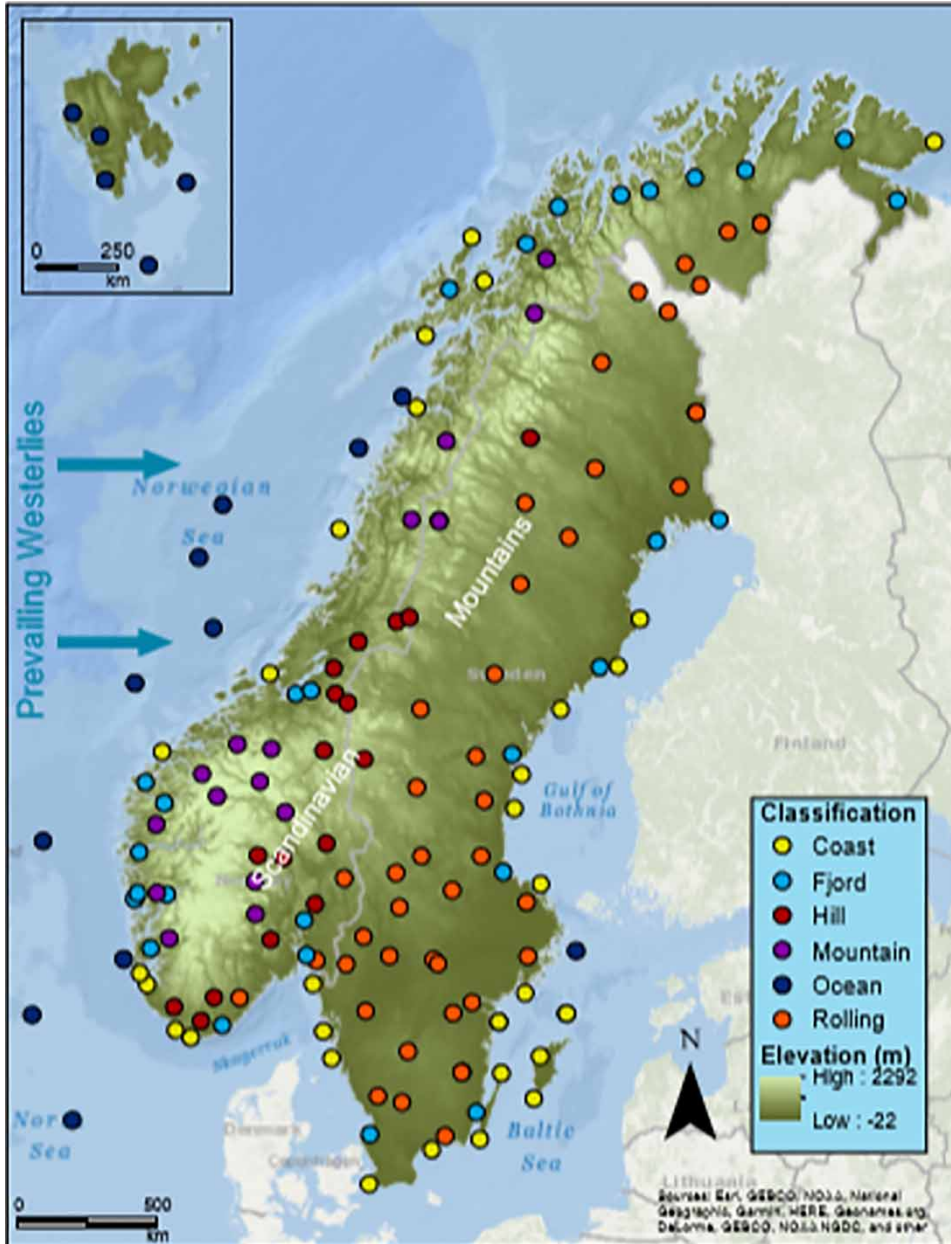 0 250
km
Prevailing Westerlies
Norwegian
Sea
Mountains
Scandinavian
Finland
Gulf of
Bothnia
Skagerrak
Baltic
Sea
Nor
Sea
Denmark
Copenhagen
Lithuania
N
Classification
Coast
Fjord
Hill
Mountain
Ocean
Rolling
Elevation (m)
High : 2292
Low : -22
0 500
km
Sources: Esri, GEBCO, NOAA, National
Geographic, Garmin, HERE, Geonames.org,
DeLorme, GEBCO, NOAA NGDC, and other